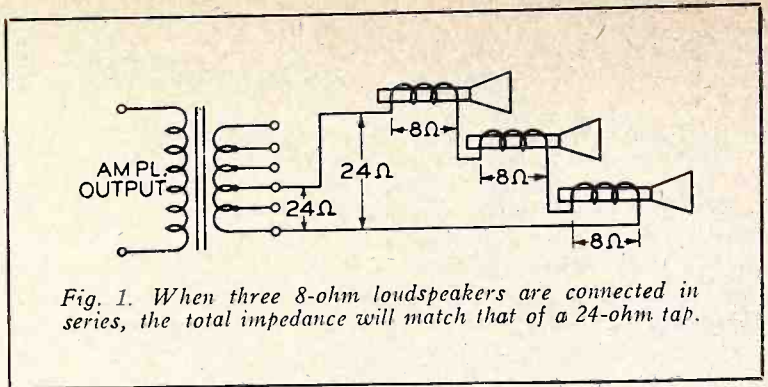 8Ω
AMPL.
OUTPUT
24Ω
8Ω
24Ω
8Ω
Fig. 1. When three 8-ohm loudspeakers are connected in
series, the total impedance will match that of a 24-ohm tap.